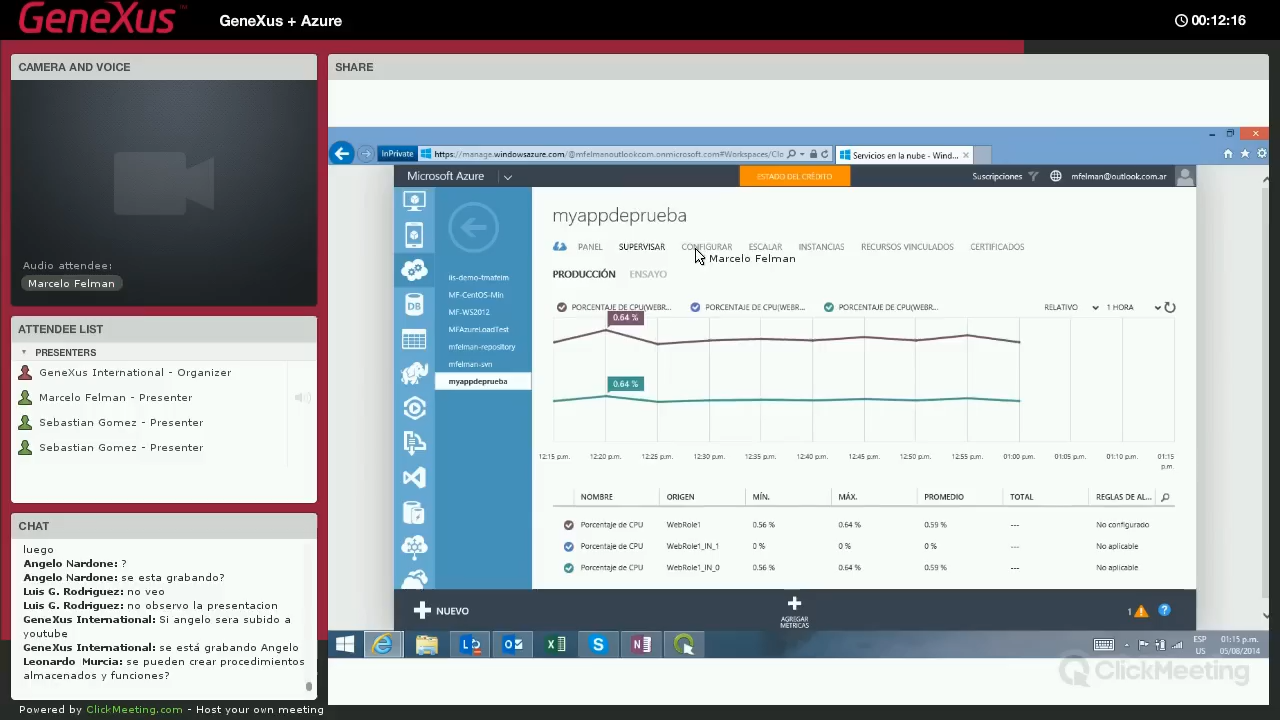 GeneXus
GeneXus + Azure
00:12:16
CAMERA AND VOICE
Audio attendee:
Marcelo Felman
ATTENDEE LIST
PRESENTERS
GeneXus International - Organizer
Marcelo Felman - Presenter
Sebastian Gomez - Presenter
Sebastian Gomez - Presenter
CHAT
luego
Angelo Nardone: ?
Angelo Nardone: se esta grabando?
Luis G. Rodriguez: no veo
Luis G. Rodriguez: no observo la presentacion
GeneXus International: Si angelo sera subido a
youtube
GeneXus International: se está grabando Angelo
Leonardo Murcia: se pueden crear procedimientos
almacenados y funciones?
Powered by ClickMeeting.com - Host your own meeting
SHARE
InPrivate
https://manage.windowsazure.com/@mfelmanoutlookcom.onmicrosoft.com#Workspaces/Clo
Servicios en la nube - Wind...
Microsoft Azure
ESTADO DEL CRÉDITO
Suscripciones
mfelman@outlook.com.ar
iis-demo-tmafelm
MF-CentOS-Min
MF-WS2012
MFAzureLoadTest
mfelman-repository
mfelman-svn
myappdeprueba
myappdeprueba
PANEL SUPERVISAR CONFIGURAR ESCALAR INSTANCIAS RECURSOS VINCULADOS CERTIFICADOS
Marcelo Felman
PRODUCCIÓN ENSAYO
PORCENTAJE DE CPU(WEBR... PORCENTAJE DE CPU(WEBR... PORCENTAJE DE CPU(WEBR... RELATIVO 1 HORA
0.64 %
0.64 %
12:15 p.m. 12:20 p.m. 12:25 p.m. 12:30 p.m. 12:35 p.m. 12:40 p.m. 12:45 p.m. 12:50 p.m. 12:55 p.m. 01:00 p.m. 01:05 p.m. 01:10 p.m. 01:15 p.m.
NOMBRE ORIGEN MÍN. MÁX. PROMEDIO TOTAL REGLAS DE AL...
Porcentaje de CPU WebRole1 0.56 % 0.64 % 0.59 % --- No configurado
Porcentaje de CPU WebRole1_IN_1 0 % 0 % 0 % --- No aplicable
Porcentaje de CPU WebRole1_IN_0 0.56 % 0.64 % 0.59 % --- No aplicable
NUEVO
AGREGAR
MÉTRICAS
1
ESP
US
01:15 p.m.
05/08/2014
ClickMeeting